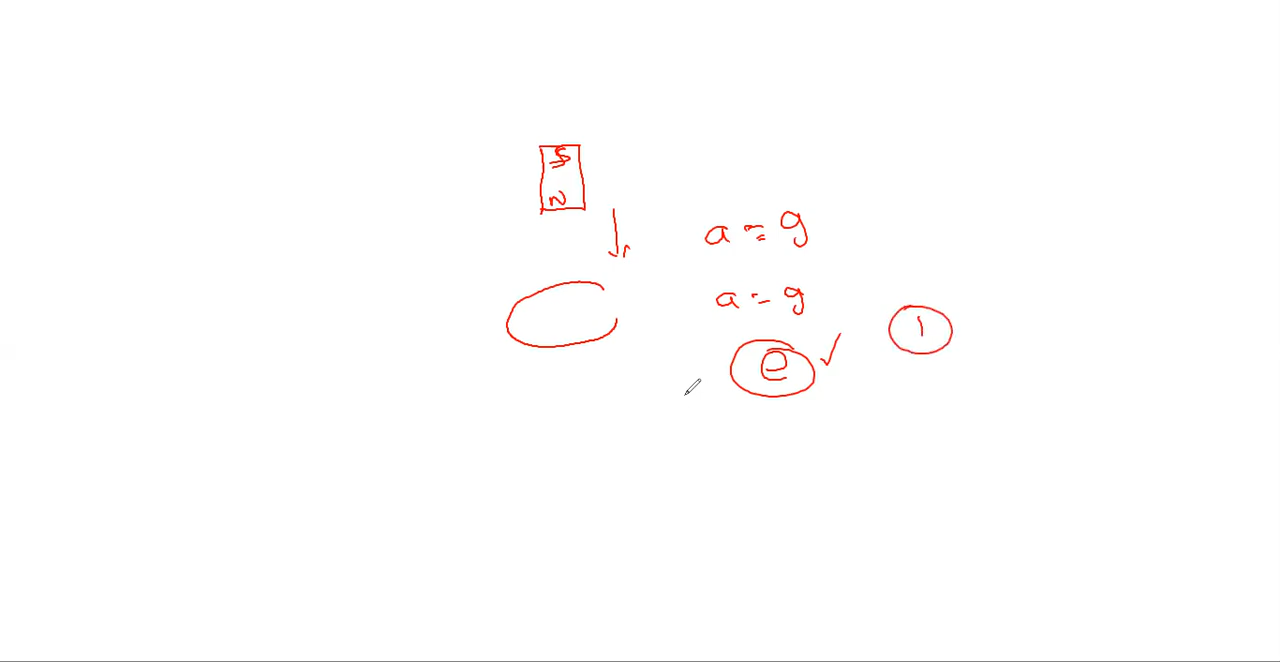 S
N
a = g
a = g
e ✓
1